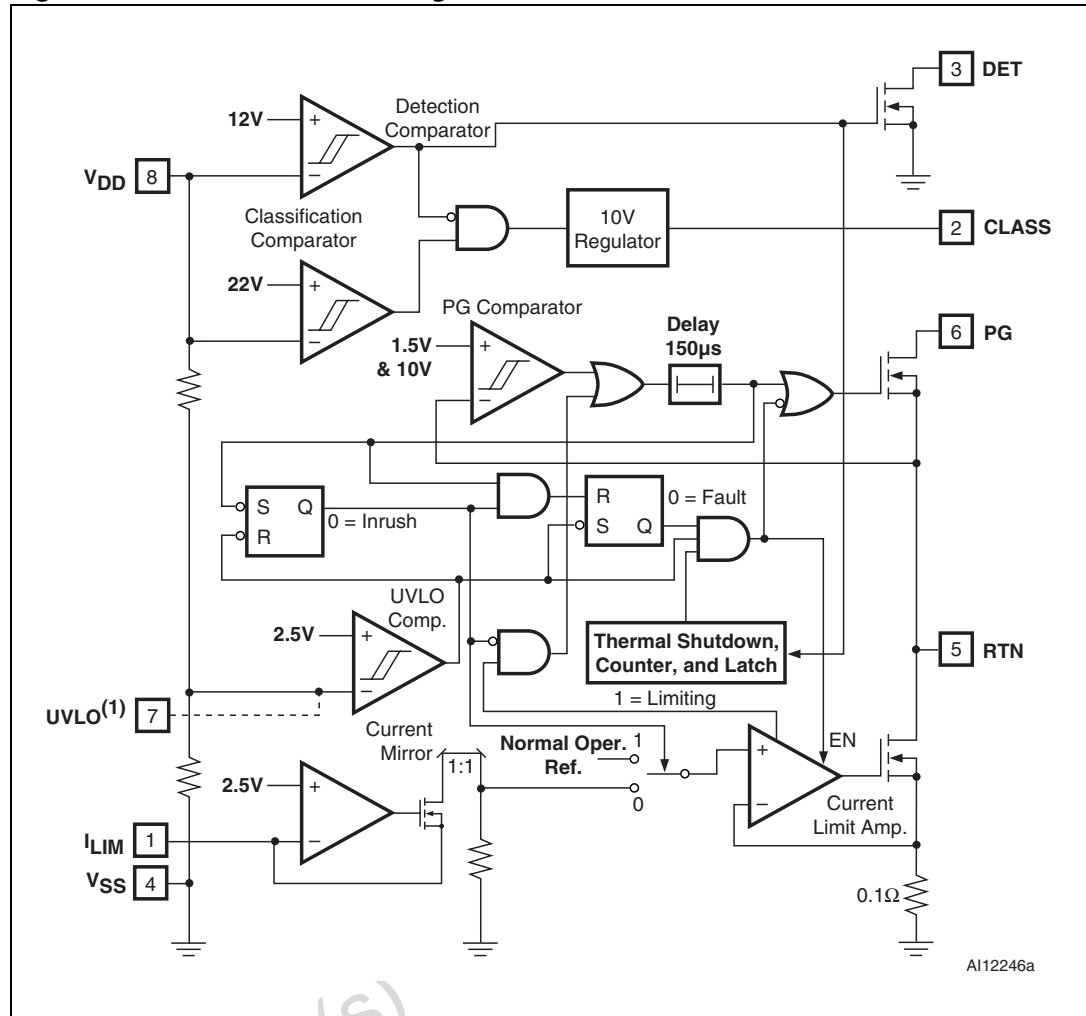 3 DET
12V
+
−
Detection
Comparator
VDD 8
Classification
Comparator
10V
Regulator
2 CLASS
22V
+
−
PG Comparator
Delay
150µs
6 PG
1.5V
& 10V
+
−
S Q
R
0 = Inrush
R
S Q
0 = Fault
UVLO
Comp.
2.5V
+
−
Thermal Shutdown,
Counter, and Latch
5 RTN
1 = Limiting
UVLO(1) 7
Current
Mirror
1:1
Normal Oper.
Ref.
1
0
+
−
EN
Current
Limit Amp.
2.5V
+
−
ILIM 1
VSS 4
0.1Ω
AI12246a